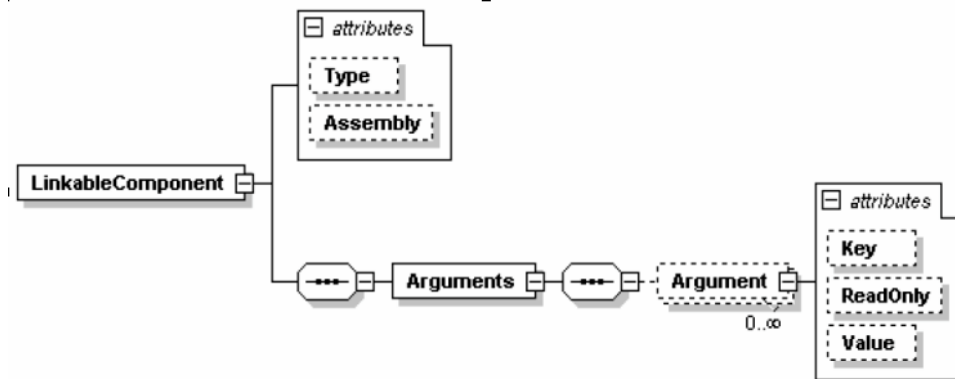 attributes
Type
Assembly
LinkableComponent
Arguments
Argument
0..∞
attributes
Key
ReadOnly
Value